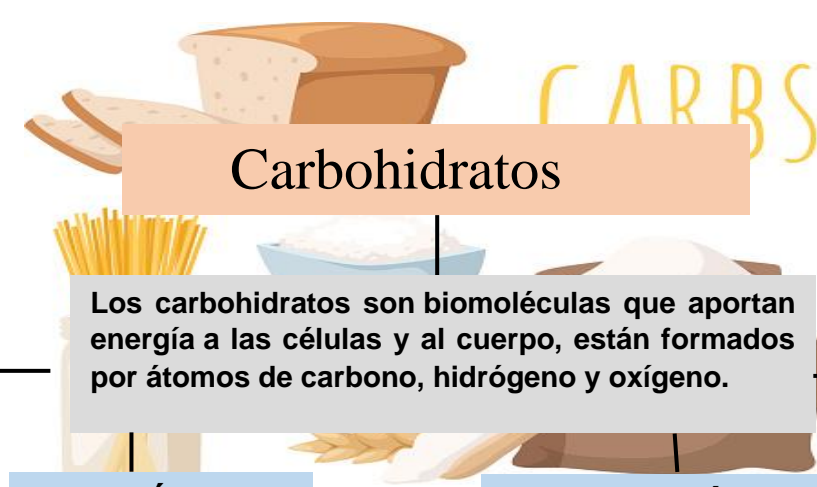 CARBS
Carbohidratos
Los carbohidratos son biomoléculas que aportan
energía a las células y al cuerpo, están formados
por átomos de carbono, hidrógeno y oxígeno.